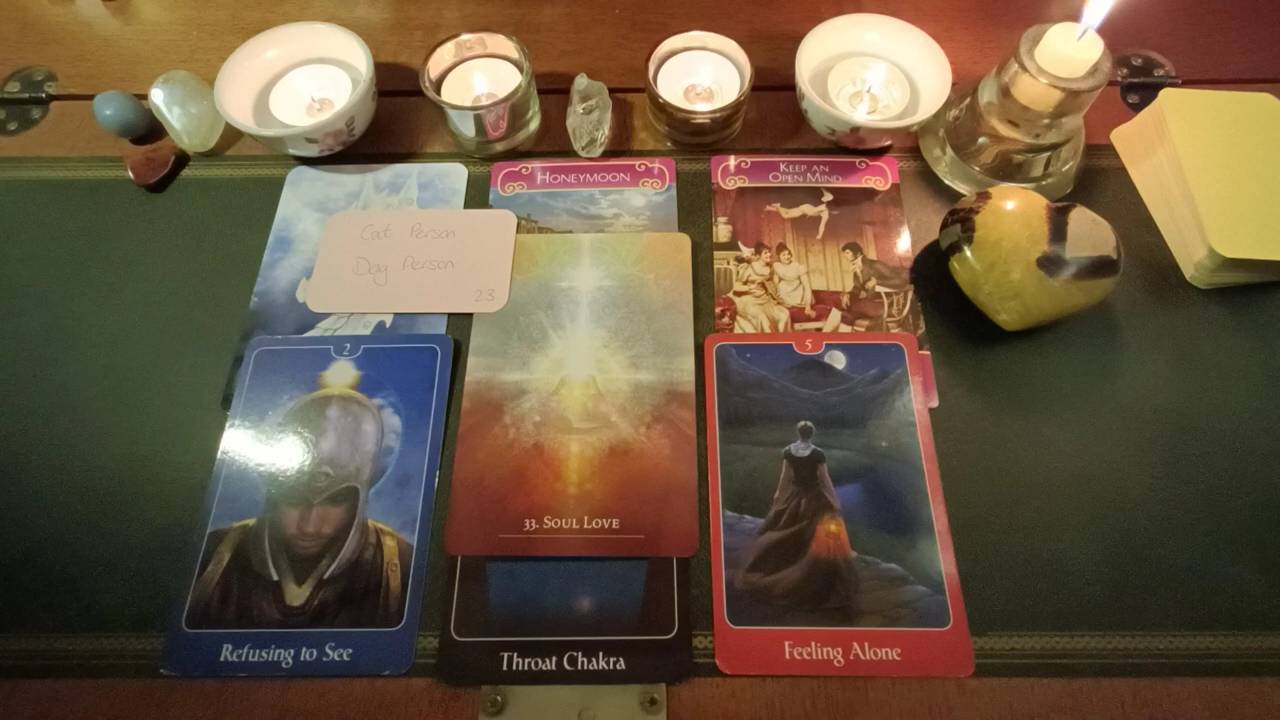 Honeymoon
Keep an
Open Mind
Cat Person
Dog Person
23
2
5
33. Soul Love
Refusing to See
Throat Chakra
Feeling Alone